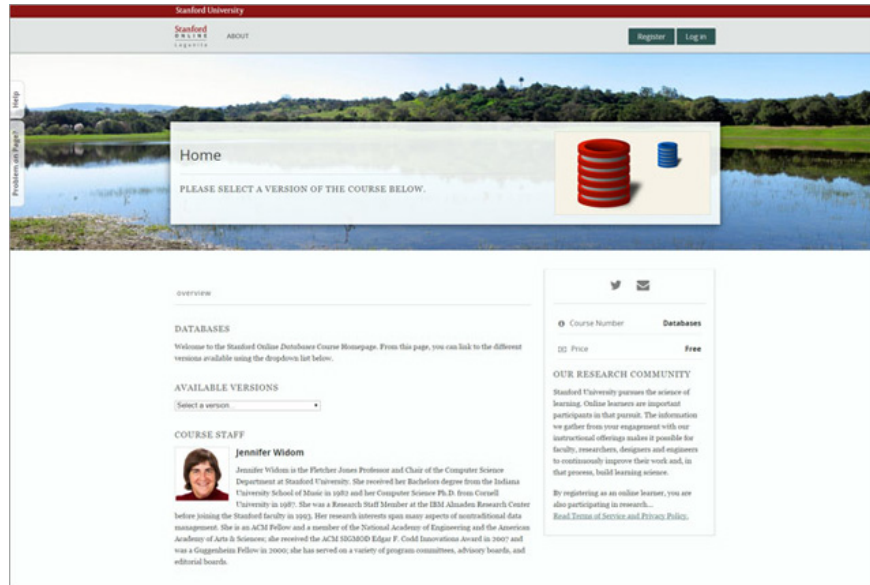 Stanford University
Stanford
ONLINE
Lagunita
ABOUT
Register
Log in
Help
Problem on Page?
Home
PLEASE SELECT A VERSION OF THE COURSE BELOW.
overview
DATABASES
Welcome to the Stanford Online Databases Course Homepage. From this page, you can link to the different
versions available using the dropdown list below.
AVAILABLE VERSIONS
Select a version
COURSE STAFF
Jennifer Widom
Jennifer Widom is the Fletcher Jones Professor and Chair of the Computer Science
Department at Stanford University. She received her Bachelors degree from the Indiana
University School of Music in 1982 and her Computer Science Ph.D. from Cornell
University in 1987. She was a Research Staff Member at the IBM Almaden Research Center
before joining the Stanford faculty in 1993. Her research interests span many aspects of nontraditional data
management. She is an ACM Fellow and a member of the National Academy of Engineering and the American
Academy of Arts & Sciences; she received the ACM SIGMOD Edgar F. Codd Innovations Award in 2007 and
was a Guggenheim Fellow in 2000; she has served on a variety of program committees, advisory boards, and
editorial boards.
Course Number
Databases
Price
Free
OUR RESEARCH COMMUNITY
Stanford University pursues the science of
learning. Online learners are important
participants in that pursuit. The information
we gather from your engagement with our
instructional offerings makes it possible for
faculty, researchers, designers and engineers
to continuously improve their work and, in
that process, build learning science.
By registering as an online learner, you are
also participating in research...
Read Terms of Service and Privacy Policy.